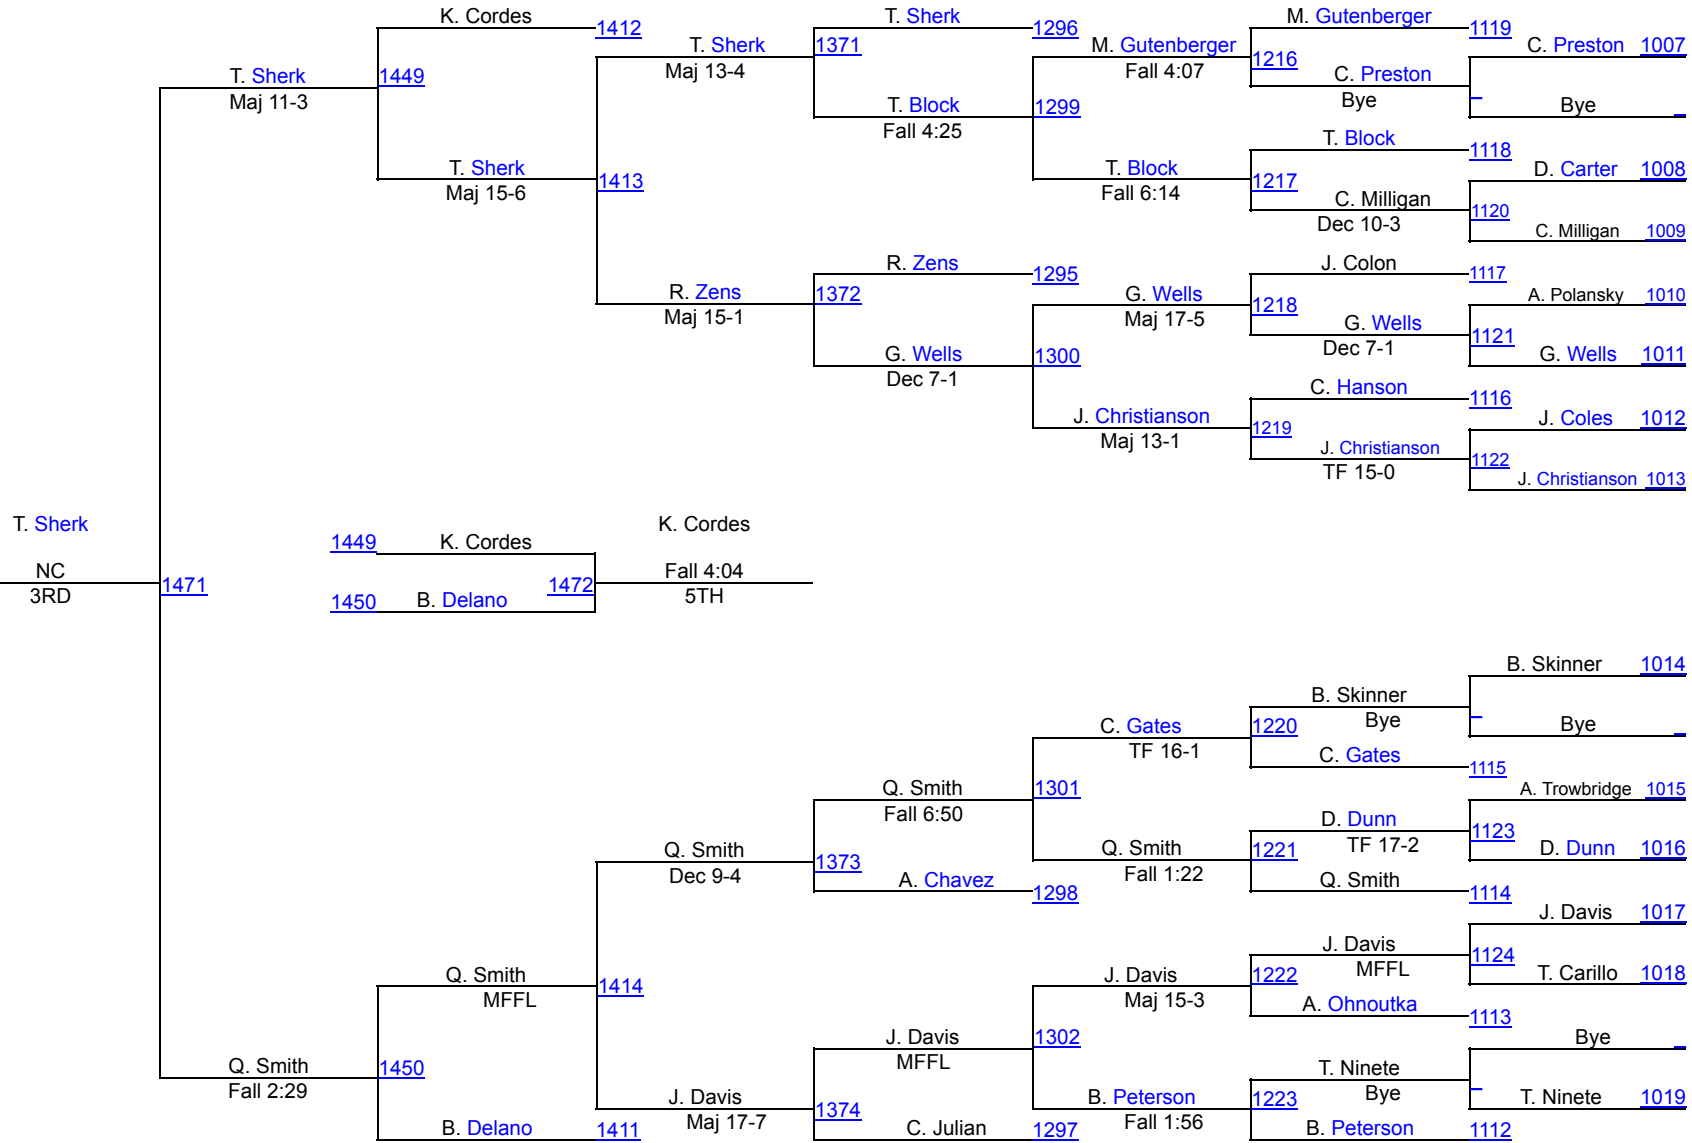 K. Cordes
1412
T. Sherk
Maj 11-3
1449
T. Sherk
Maj 15-6
1413
T. Sherk
Maj 13-4
1371
T. Sherk
1296
T. Block
Fall 4:25
1299
M. Gutenberger
Fall 4:07
1216
M. Gutenberger
1119
C. Preston
Bye
C. Preston 1007
Bye
T. Block
Fall 6:14
1217
T. Block
1118
C. Milligan
Dec 10-3
1120
D. Carter 1008
C. Milligan 1009
R. Zens
Maj 15-1
1372
R. Zens
1295
G. Wells
Dec 7-1
1300
G. Wells
Maj 17-5
1218
J. Colon
1117
G. Wells
Dec 7-1
1121
A. Polansky 1010
G. Wells 1011
J. Christianson
Maj 13-1
1219
C. Hanson
1116
J. Christianson
TF 15-0
1122
J. Coles 1012
J. Christianson 1013
T. Sherk
NC
3RD
1471
1449 K. Cordes
1450 B. Delano
1472
K. Cordes
Fall 4:04
5TH
Q. Smith
Fall 2:29
1450
Q. Smith
MFFL
1414
B. Delano
1411
Q. Smith
Dec 9-4
1373
Q. Smith
Fall 6:50
1301
A. Chavez
1298
C. Gates
TF 16-1
1220
B. Skinner
Bye
B. Skinner 1014
Bye
C. Gates
1115
Q. Smith
Fall 1:22
1221
D. Dunn
TF 17-2
1123
A. Trowbridge 1015
D. Dunn 1016
Q. Smith
1114
J. Davis
Maj 17-7
1374
J. Davis
MFFL
1302
C. Julian
1297
J. Davis
Maj 15-3
1222
J. Davis
MFFL
1124
J. Davis 1017
T. Carillo 1018
A. Ohnoutka
1113
B. Peterson
Fall 1:56
1223
T. Ninete
Bye
Bye
T. Ninete 1019
B. Peterson
1112